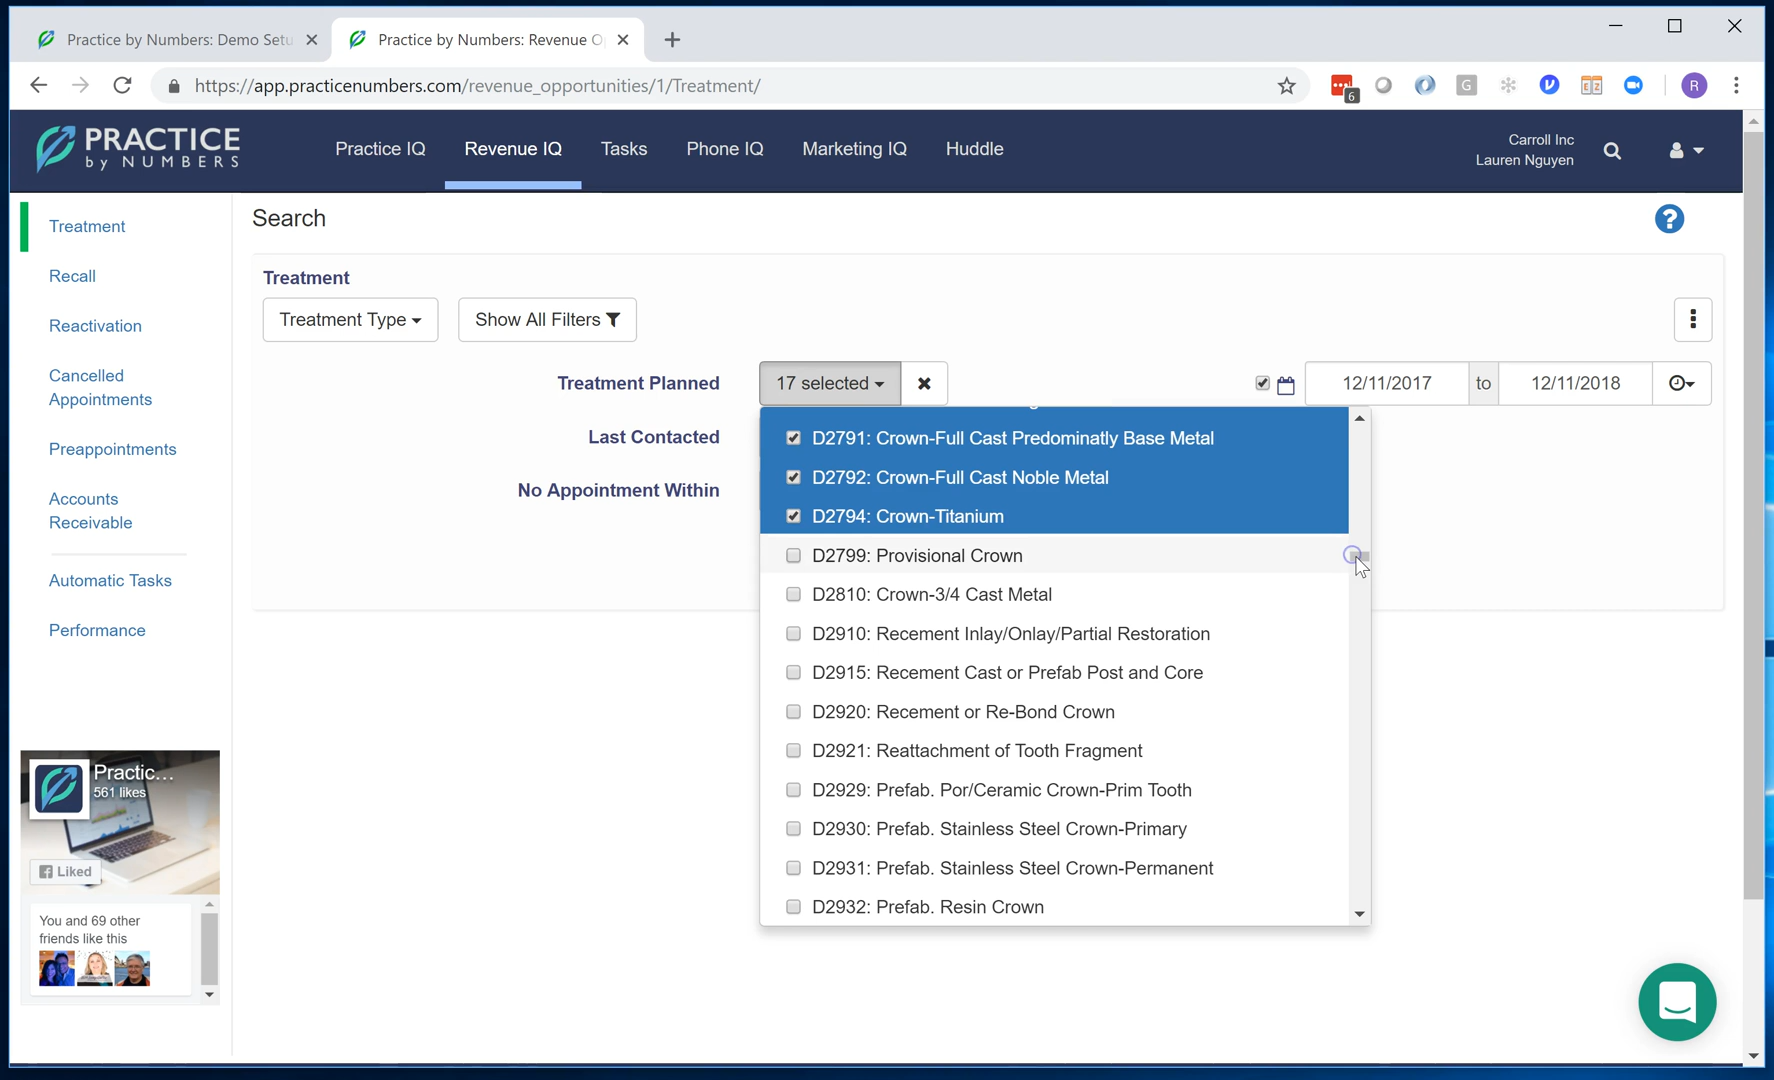 Practice by Numbers: Demo Setu
Practice by Numbers: Revenue O
https://app.practicenumbers.com/revenue_opportunities/1/Treatment/
6
G
EZ
R
PRACTICE
by NUMBERS
Practice IQ
Revenue IQ
Tasks
Phone IQ
Marketing IQ
Huddle
Carroll Inc
Lauren Nguyen
Treatment
Recall
Reactivation
Cancelled
Appointments
Preappointments
Accounts
Receivable
Automatic Tasks
Performance
Practic...
561 likes
Liked
You and 69 other
friends like this
Search
?
Treatment
Treatment Type
Show All Filters
Treatment Planned
17 selected
12/11/2017
to
12/11/2018
Last Contacted
No Appointment Within
D2791: Crown-Full Cast Predominatly Base Metal
D2792: Crown-Full Cast Noble Metal
D2794: Crown-Titanium
D2799: Provisional Crown
D2810: Crown-3/4 Cast Metal
D2910: Recement Inlay/Onlay/Partial Restoration
D2915: Recement Cast or Prefab Post and Core
D2920: Recement or Re-Bond Crown
D2921: Reattachment of Tooth Fragment
D2929: Prefab. Por/Ceramic Crown-Prim Tooth
D2930: Prefab. Stainless Steel Crown-Primary
D2931: Prefab. Stainless Steel Crown-Permanent
D2932: Prefab. Resin Crown